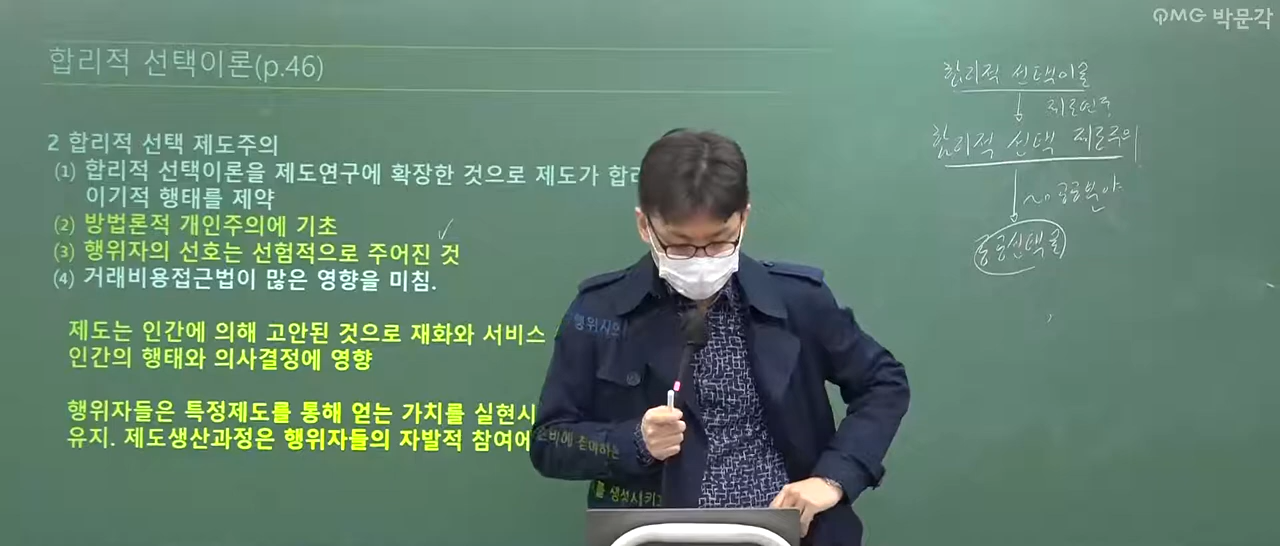 PMG 박문각
합리적 선택이론(p.46)
2 합리적 선택 제도주의
(1) 합리적 선택이론을 제도연구에 확장한 것으로 제도가
이기적 행태를 제약
(2) 방법론적 개인주의에 기초
(3) 행위자의 선호는 선험적으로 주어진 것
(4) 거래비용접근법이 많은 영향을 미침.
제도는 인간에 의해 고안된 것으로 재화와 서비스
인간의 행태와 의사결정에 영향
행위자들은 특정제도를 통해 얻는 가치를
유지. 제도생산과정은 행위자들의 자발적 참여에
합리적 선택이론
↓ 제도연구
합리적 선택 제도주의
↓ 공공분야
공공선택론